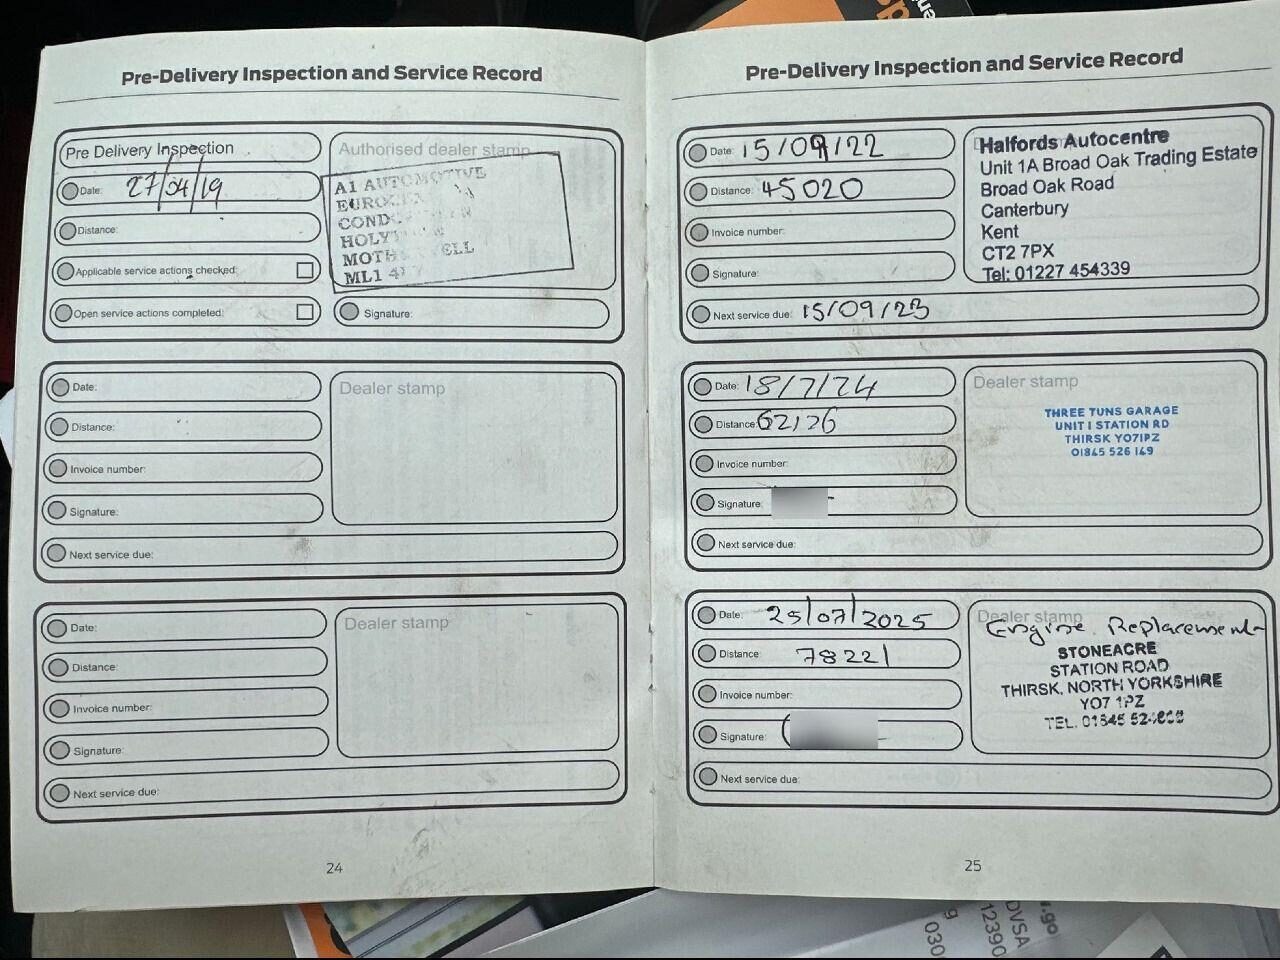 Pre-Delivery Inspection and Service Record
Pre Delivery Inspection
Date: 27/04/19
Distance:
Applicable service actions checked:
Open service actions completed:
Authorised dealer stamp
A1 AUTOMOTIVE
ML1
Signature:
Date:
Distance:
Invoice number:
Signature:
Next service due:
Dealer stamp
Date:
Distance:
Invoice number:
Signature:
Next service due:
Dealer stamp
24
Pre-Delivery Inspection and Service Record
Date: 15/09/22
Distance: 45020
Invoice number:
Signature:
Next service due: 15/09/23
Halfords Autocentre
Unit 1A Broad Oak Trading Estate
Broad Oak Road
Canterbury
Kent
CT2 7PX
Tel: 01227 454339
Date: 18/7/24
Distance: 62126
Invoice number:
Signature:
Next service due:
Dealer stamp
THREE TUNS GARAGE
UNIT 1 STATION RD
THIRSK YO71PZ
01845 526 149
Date: 25/07/2025
Distance: 78221
Invoice number:
Signature:
Next service due:
Dealer stamp
Engine Replacement
STONEACRE
STATION ROAD
THIRSK, NORTH YORKSHIRE
YO7 1PZ
TEL. 01845
25
.go
DVSA
12390
030